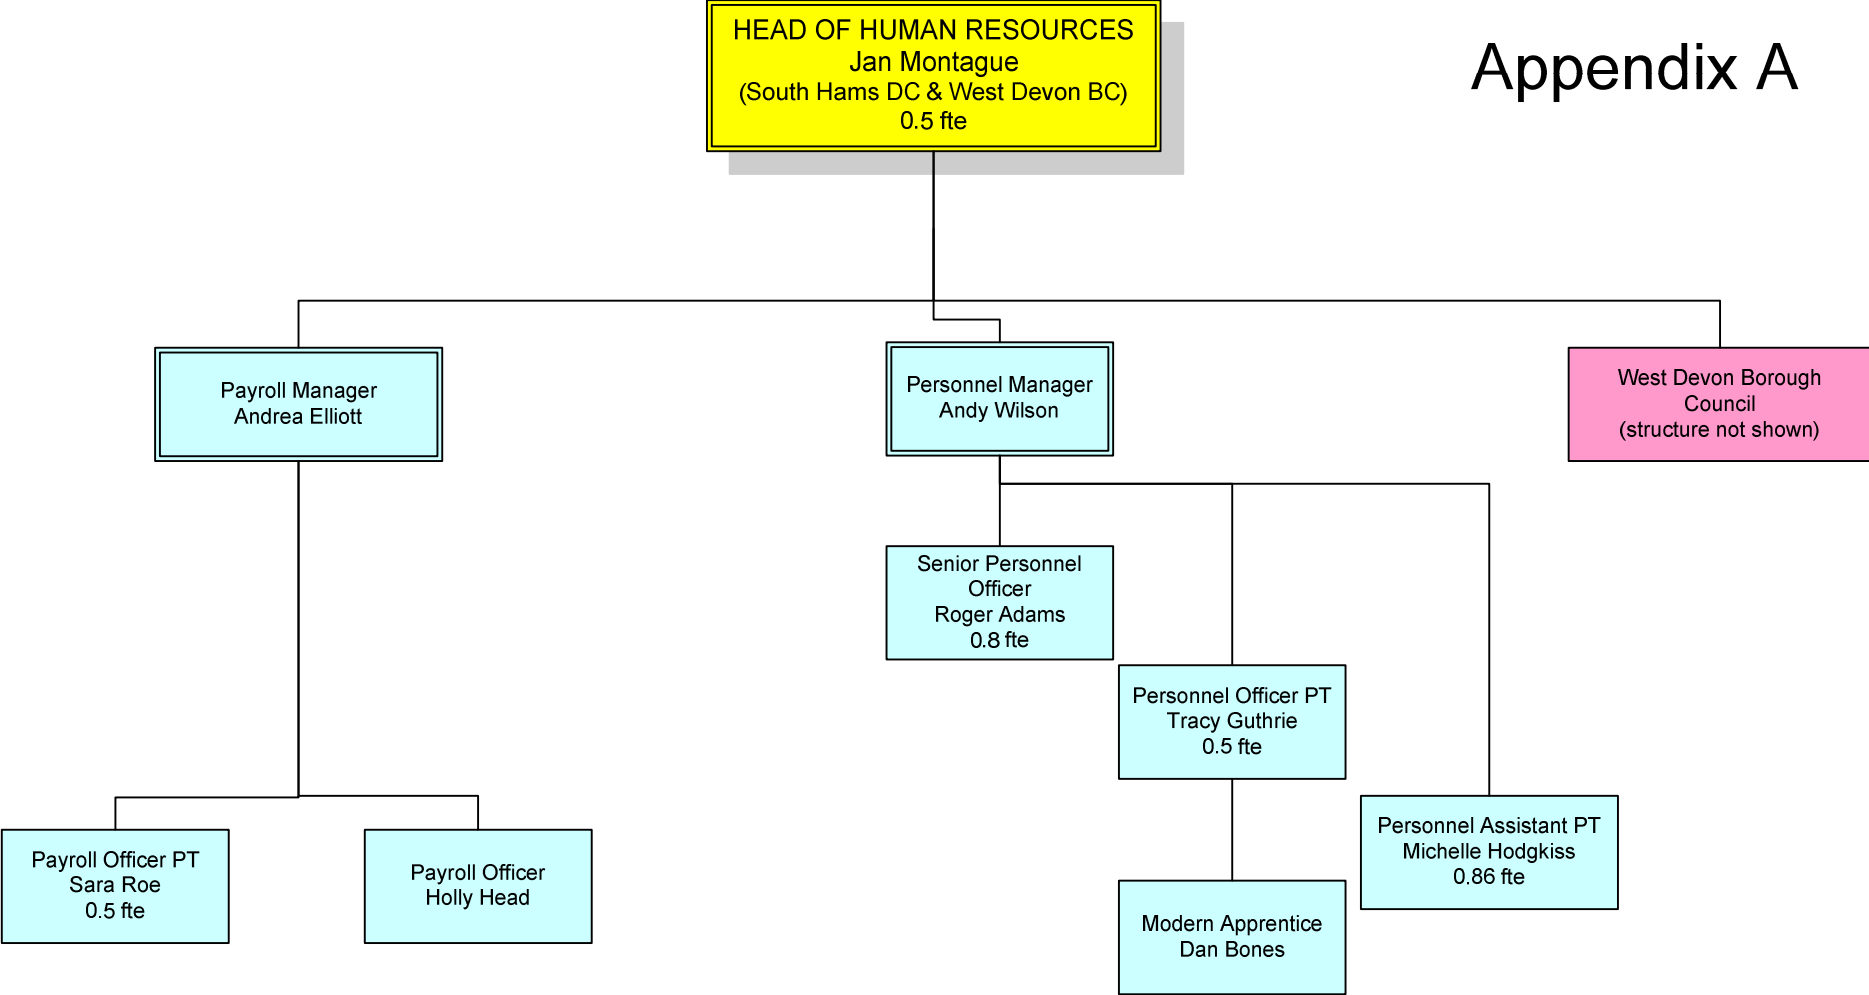 HEAD OF HUMAN RESOURCES
Jan Montague
(South Hams DC & West Devon BC)
0.5 fte
Appendix A
Payroll Manager
Andrea Elliott
Personnel Manager
Andy Wilson
West Devon Borough
Council
(structure not shown)
Senior Personnel
Officer
Roger Adams
0.8 fte
Personnel Officer PT
Tracy Guthrie
0.5 fte
Personnel Assistant PT
Michelle Hodgkiss
0.86 fte
Payroll Officer PT
Sara Roe
0.5 fte
Payroll Officer
Holly Head
Modern Apprentice
Dan Bones